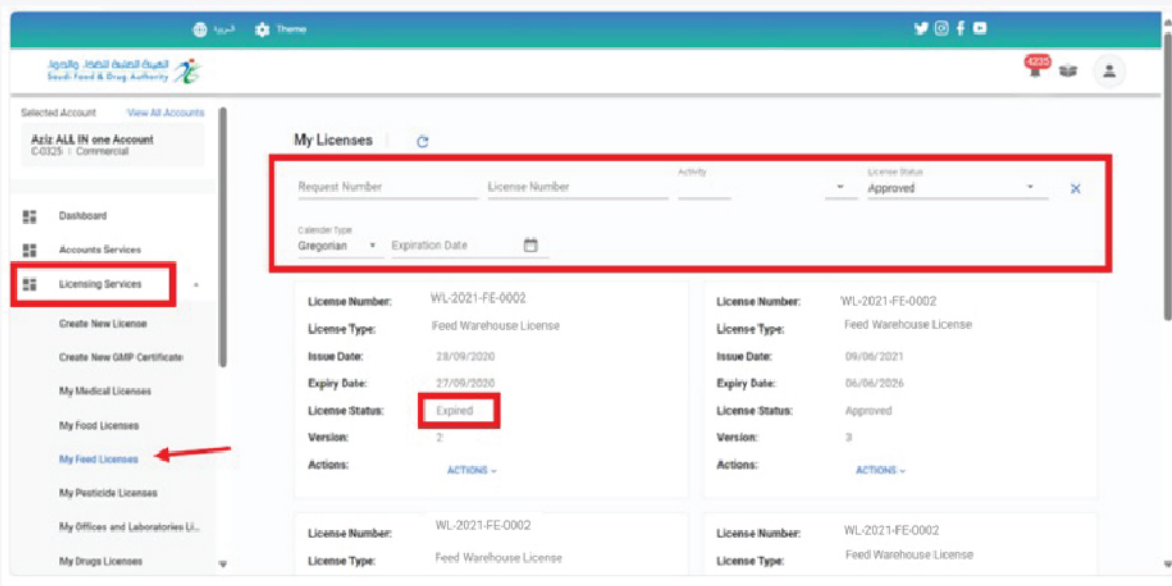 Theme
Saudi Food & Drug Authority
4235
Selected Account View All Accounts
Aziz ALL IN one Account
C-0325 | Commercial
Dashboard
Accounts Services
Licensing Services
Create New License
Create New GMP Certificate
My Medical Licenses
My Food Licenses
My Feed Licenses
My Pesticide Licenses
My Offices and Laboratories Li...
My Drugs Licenses
My Licenses
Request Number License Number Activity License Status
Approved
Calender Type
Gregorian Expiration Date
License Number: WL-2021-FE-0002
License Type: Feed Warehouse License
Issue Date: 28/09/2020
Expiry Date: 27/09/2020
License Status: Expired
Version: 2
Actions: ACTIONS
License Number: WL-2021-FE-0002
License Type: Feed Warehouse License
Issue Date: 09/06/2021
Expiry Date: 06/06/2026
License Status: Approved
Version: 3
Actions: ACTIONS
License Number: WL-2021-FE-0002
License Type: Feed Warehouse License
License Number: WL-2021-FE-0002
License Type: Feed Warehouse License